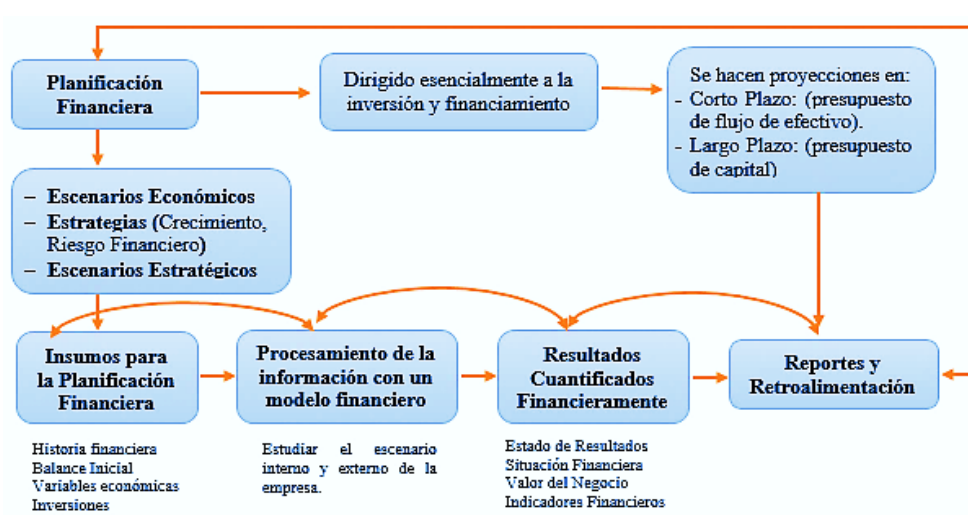 Planificación
Financiera
Dirigido esencialmente a la
inversión y financiamiento
Se hacen proyecciones en:
- Corto Plazo: (presupuesto
de flujo de efectivo).
- Largo Plazo: (presupuesto
de capital)
– Escenarios Económicos
– Estrategias (Crecimiento,
Riesgo Financiero)
– Escenarios Estratégicos
Insumos para
la Planificación
Financiera
Procesamiento de la
información con un
modelo financiero
Resultados
Cuantificados
Financieramente
Reportes y
Retroalimentación
Historia financiera
Balance Inicial
Variables económicas
Inversiones
Estudiar el escenario
interno y externo de la
empresa.
Estado de Resultados
Situación Financiera
Valor del Negocio
Indicadores Financieros